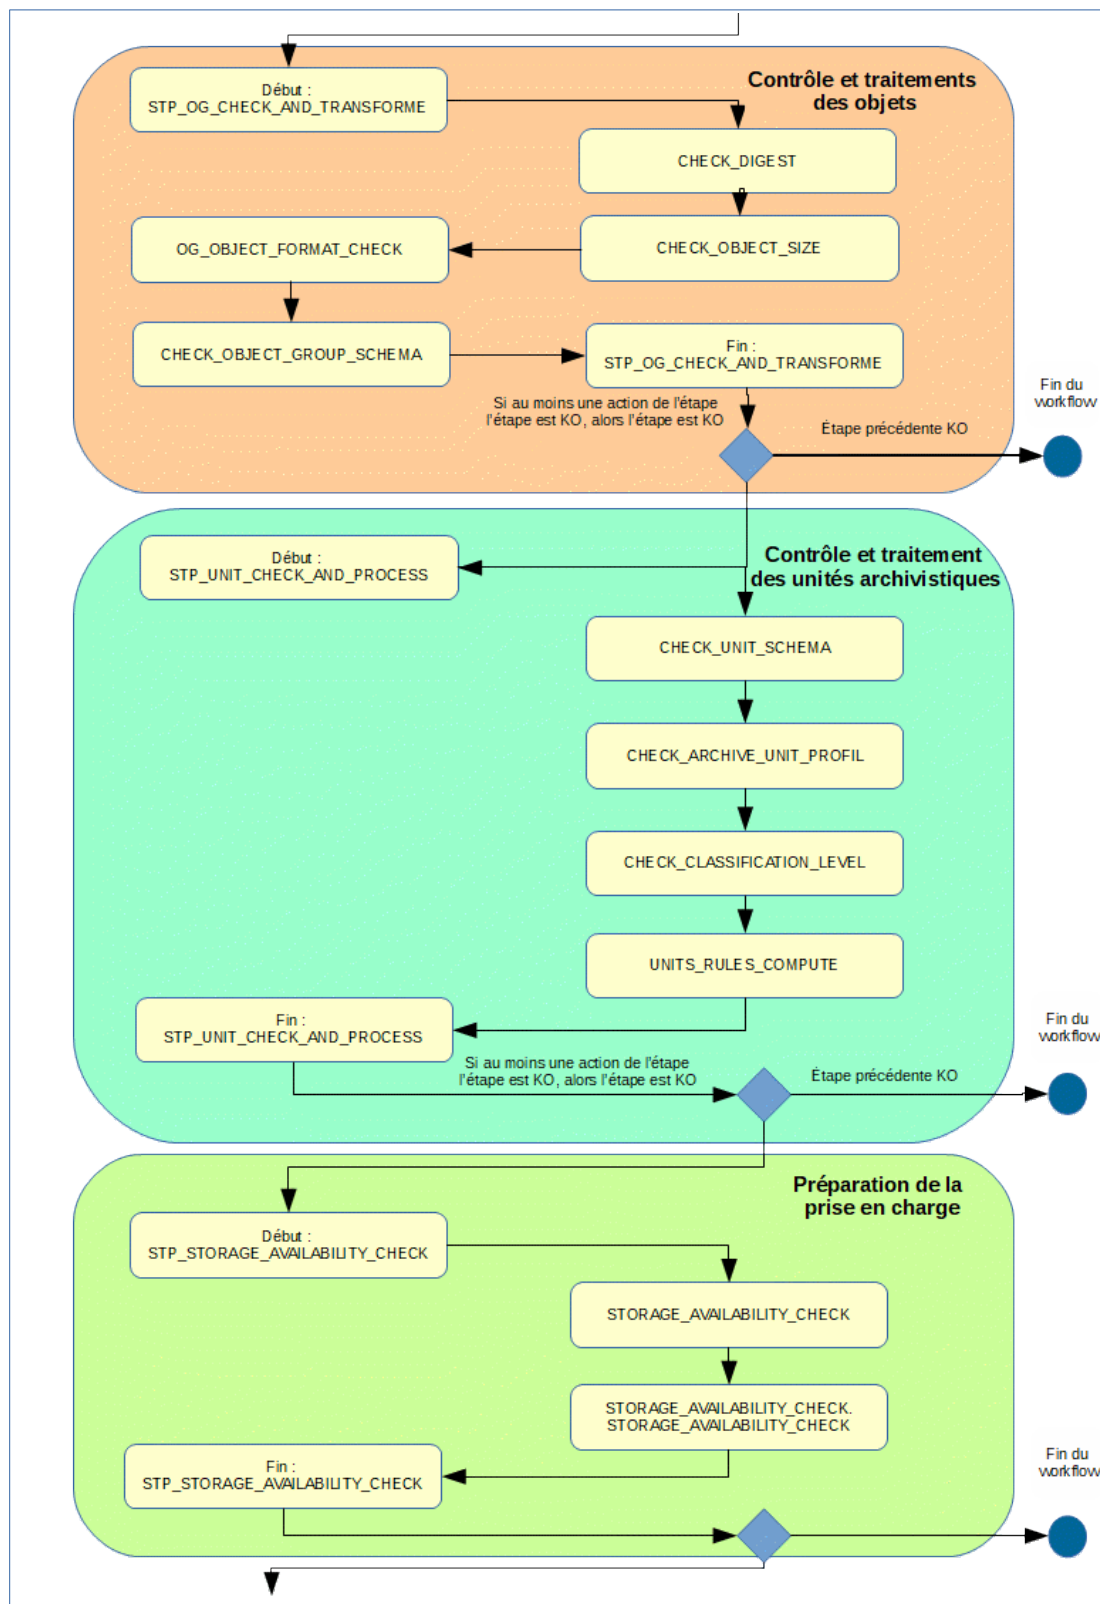 Contrôle et traitements
des objets
Début :
STP_OG_CHECK_AND_TRANSFORME
CHECK_DIGEST
OG_OBJECT_FORMAT_CHECK
CHECK_OBJECT_SIZE
CHECK_OBJECT_GROUP_SCHEMA
Fin :
STP_OG_CHECK_AND_TRANSFORME
Si au moins une action de l'étape
l'étape est KO, alors l'étape est KO
Étape précédente KO
Fin du
workflow
Contrôle et traitement
des unités archivistiques
Début :
STP_UNIT_CHECK_AND_PROCESS
CHECK_UNIT_SCHEMA
CHECK_ARCHIVE_UNIT_PROFIL
CHECK_CLASSIFICATION_LEVEL
UNITS_RULES_COMPUTE
Fin :
STP_UNIT_CHECK_AND_PROCESS
Si au moins une action de l'étape
l'étape est KO, alors l'étape est KO
Étape précédente KO
Fin du
workflow
Préparation de la
prise en charge
Début :
STP_STORAGE_AVAILABILITY_CHECK
STORAGE_AVAILABILITY_CHECK
STORAGE_AVAILABILITY_CHECK.
STORAGE_AVAILABILITY_CHECK
Fin :
STP_STORAGE_AVAILABILITY_CHECK
Fin du
workflow